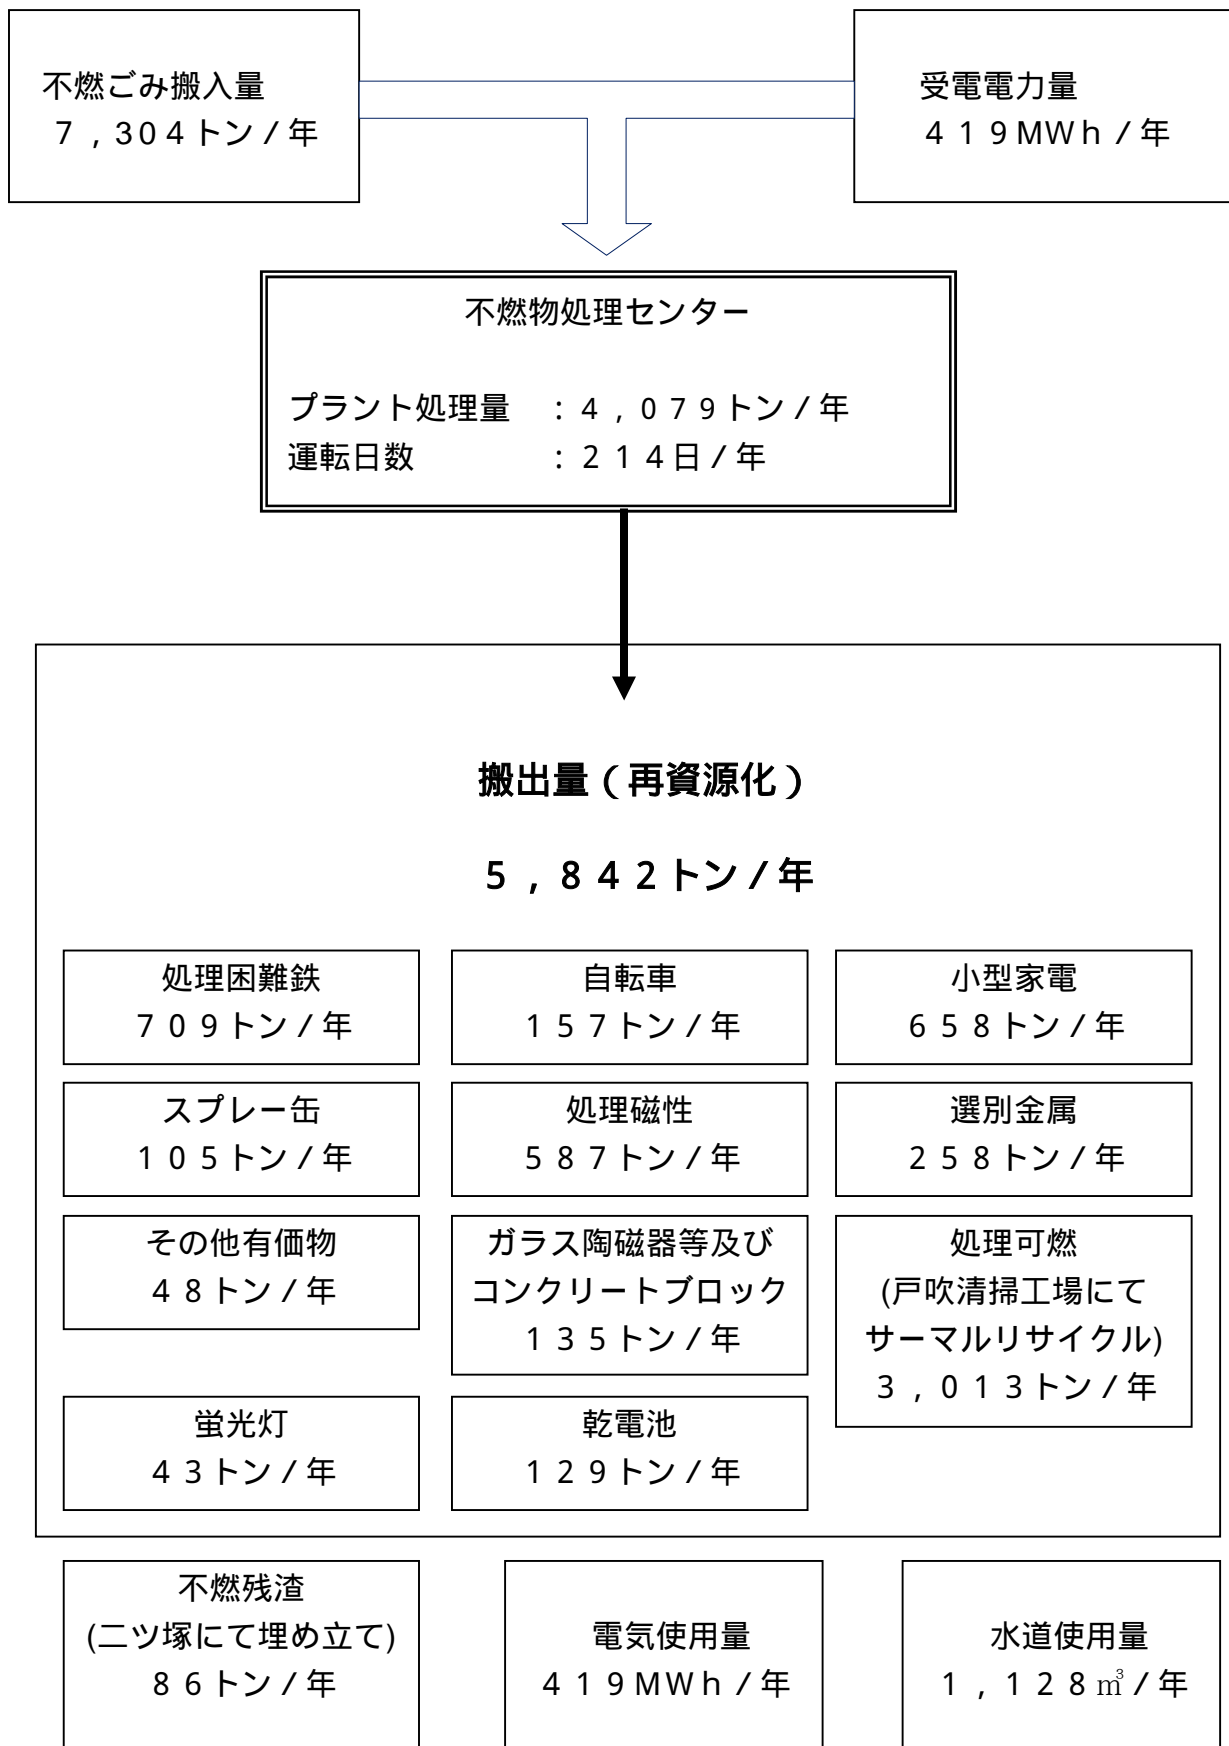 不燃ごみ搬入量
７，３０４トン／年
受電電力量
４１９ＭＷｈ／年
不燃物処理センター
プラント処理量　：４，０７９トン／年
運転日数　：２１４日／年
搬出量（再資源化）
５，８４２トン／年
処理困難鉄
７０９トン／年
自転車
１５７トン／年
小型家電
６５８トン／年
スプレー缶
１０５トン／年
処理磁性
５８７トン／年
選別金属
２５８トン／年
その他有価物
４８トン／年
ガラス陶磁器等及び
コンクリートブロック
１３５トン／年
処理可燃
(戸吹清掃工場にて
サーマルリサイクル)
３，０１３トン／年
蛍光灯
４３トン／年
乾電池
１２９トン／年
不燃残渣
(二ツ塚にて埋め立て)
８６トン／年
電気使用量
４１９ＭＷｈ／年
水道使用量
１，１２８㎥／年